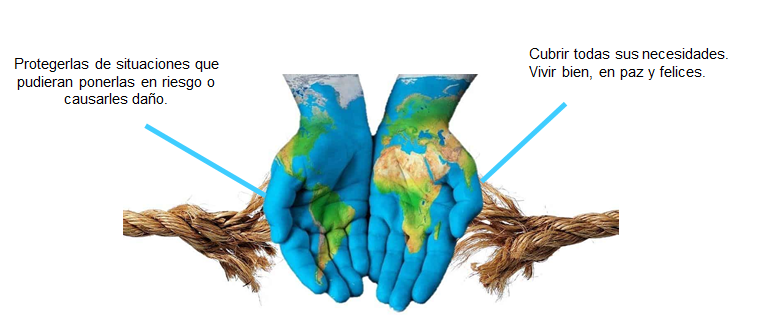 Protegerlas de situaciones que
pudieran ponerlas en riesgo o
causarles daño.
Cubrir todas sus necesidades.
Vivir bien, en paz y felices.